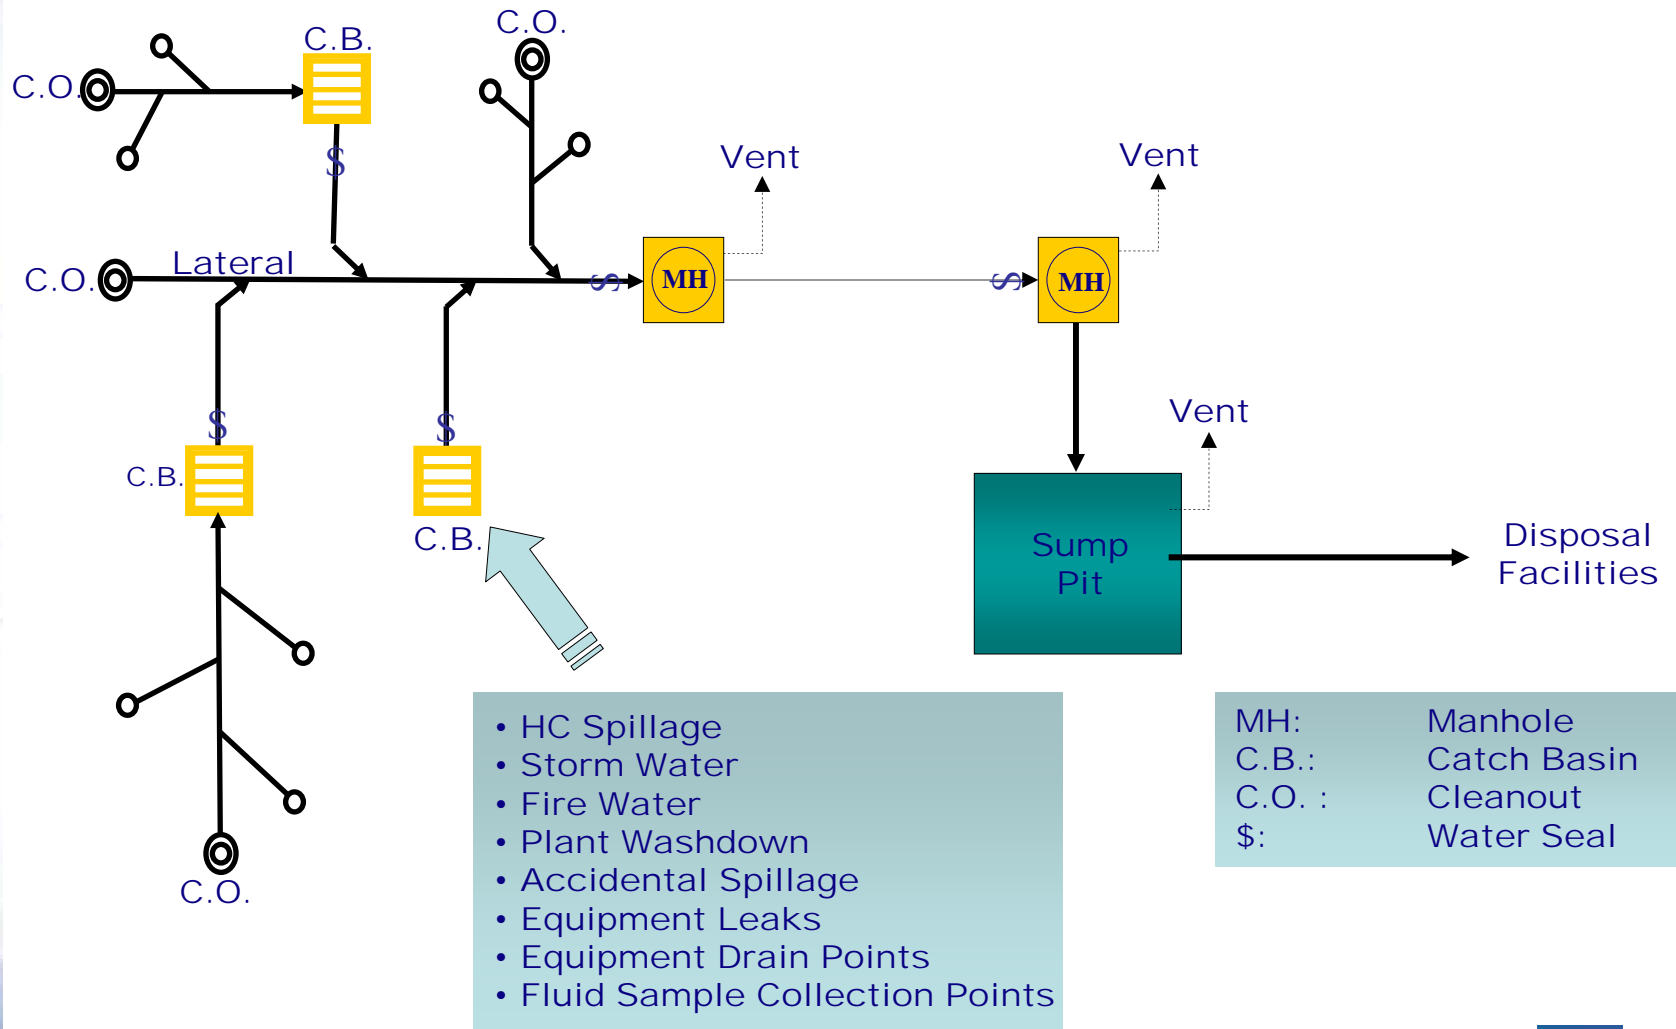 C.O.
C.B.
C.O.
$
Vent
Vent
C.O.
Lateral
$
MH
$
MH
$
$
C.B.
C.B.
Vent
Sump
Pit
Disposal
Facilities
C.O.
• HC Spillage
• Storm Water
• Fire Water
• Plant Washdown
• Accidental Spillage
• Equipment Leaks
• Equipment Drain Points
• Fluid Sample Collection Points
MH: Manhole
C.B.: Catch Basin
C.O. : Cleanout
$: Water Seal